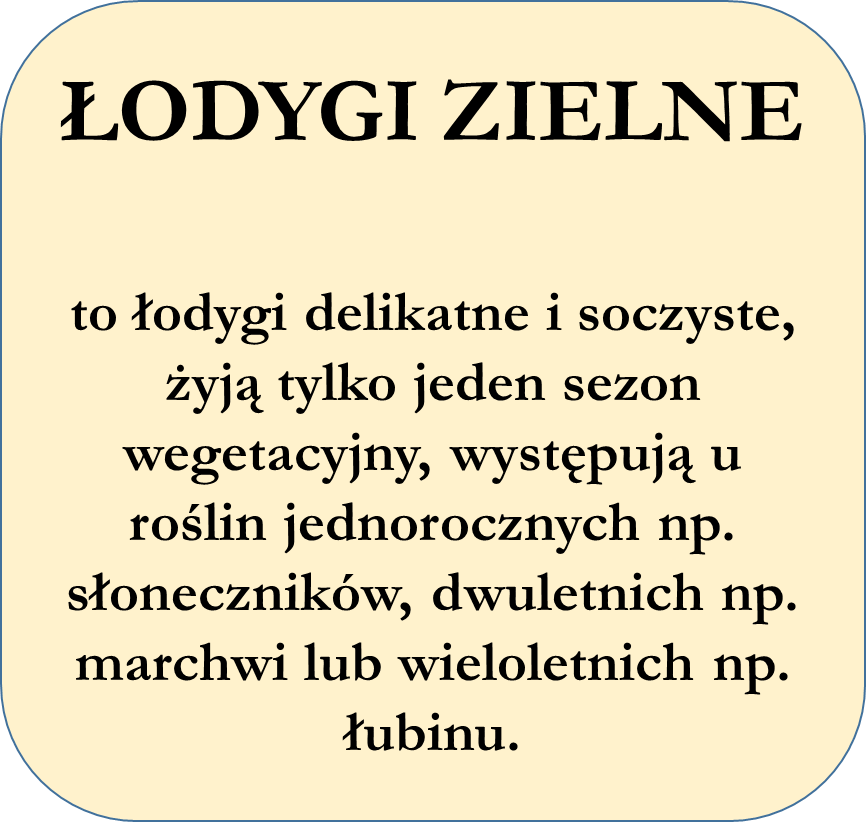 ŁODYGI ZIELNE
to łodygi delikatne i soczyste,
żyją tylko jeden sezon
wegetacyjny, występują u
roślin jednorocznych np.
słoneczników, dwuletnich np.
marchwi lub wieloletnich np.
łubinu.